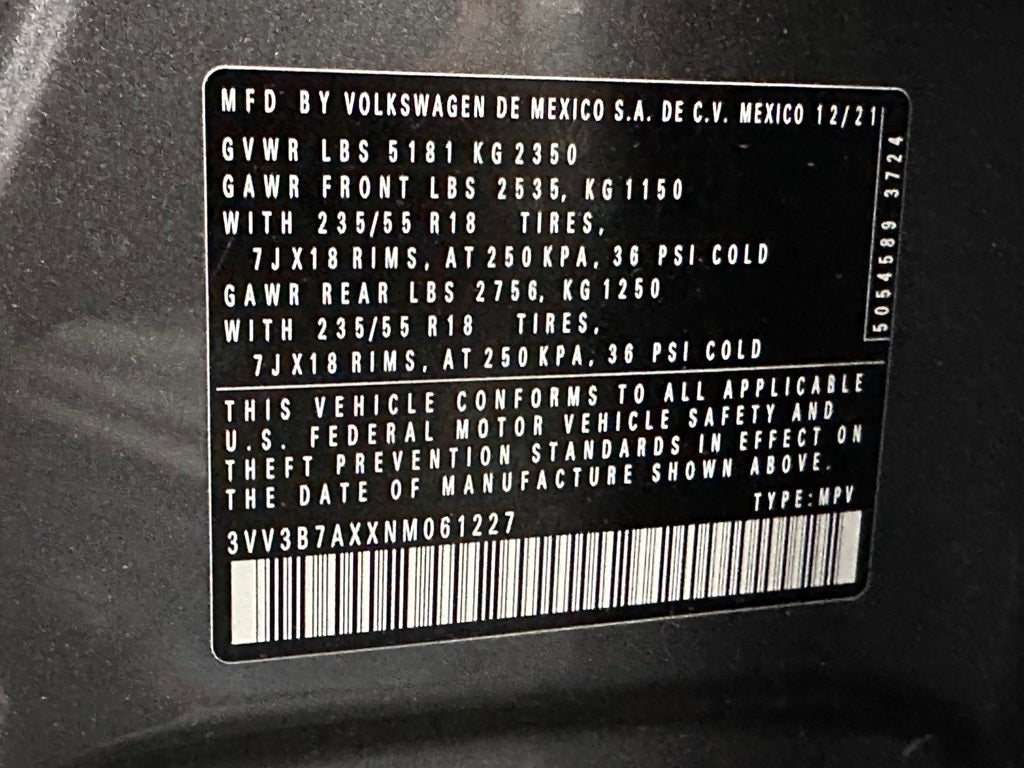 MFD BY VOLKSWAGEN DE MEXICO S.A. DE C.V. MEXICO 12/21
GVWR LBS 5181 KG 2350
GAWR FRONT LBS 2535, KG 1150
WITH 235/55 R18 TIRES,
7J X18 RIMS, AT 250 KPA, 36 PSI COLD
GAWR REAR LBS 2756, KG 1250
WITH 235/55 R18 TIRES,
7J X18 RIMS, AT 250 KPA, 36 PSI COLD
5054589 3724
THIS VEHICLE CONFORMS TO ALL APPLICABLE
U.S. FEDERAL MOTOR VEHICLE SAFETY AND
THEFT PREVENTION STANDARDS IN EFFECT ON
THE DATE OF MANUFACTURE SHOWN ABOVE.
TYPE: MPV
3VV3B7AXXNM061227